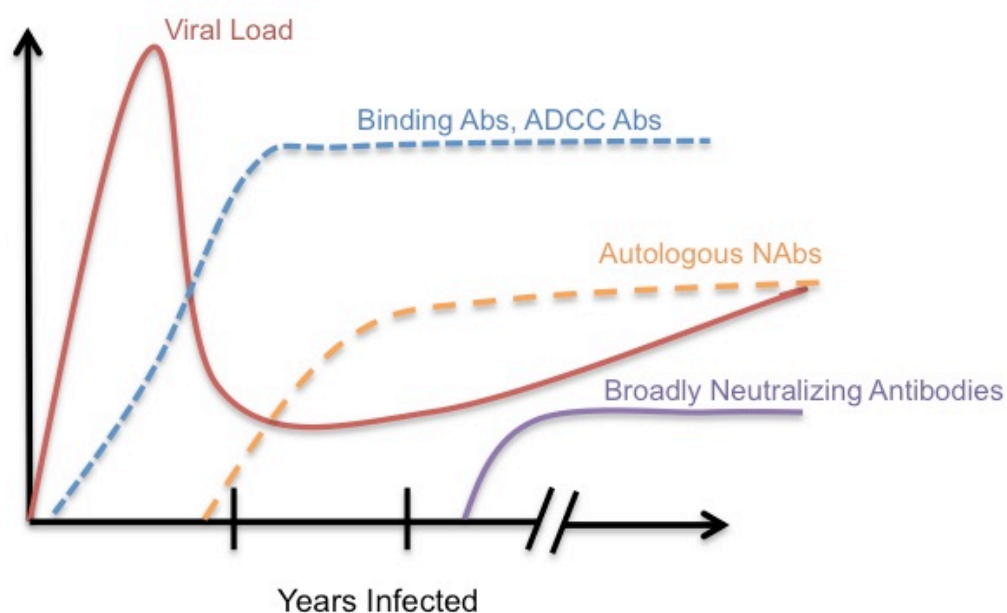 Viral Load
Binding Abs, ADCC Abs
Autologous NAbs
Broadly Neutralizing Antibodies
Years Infected